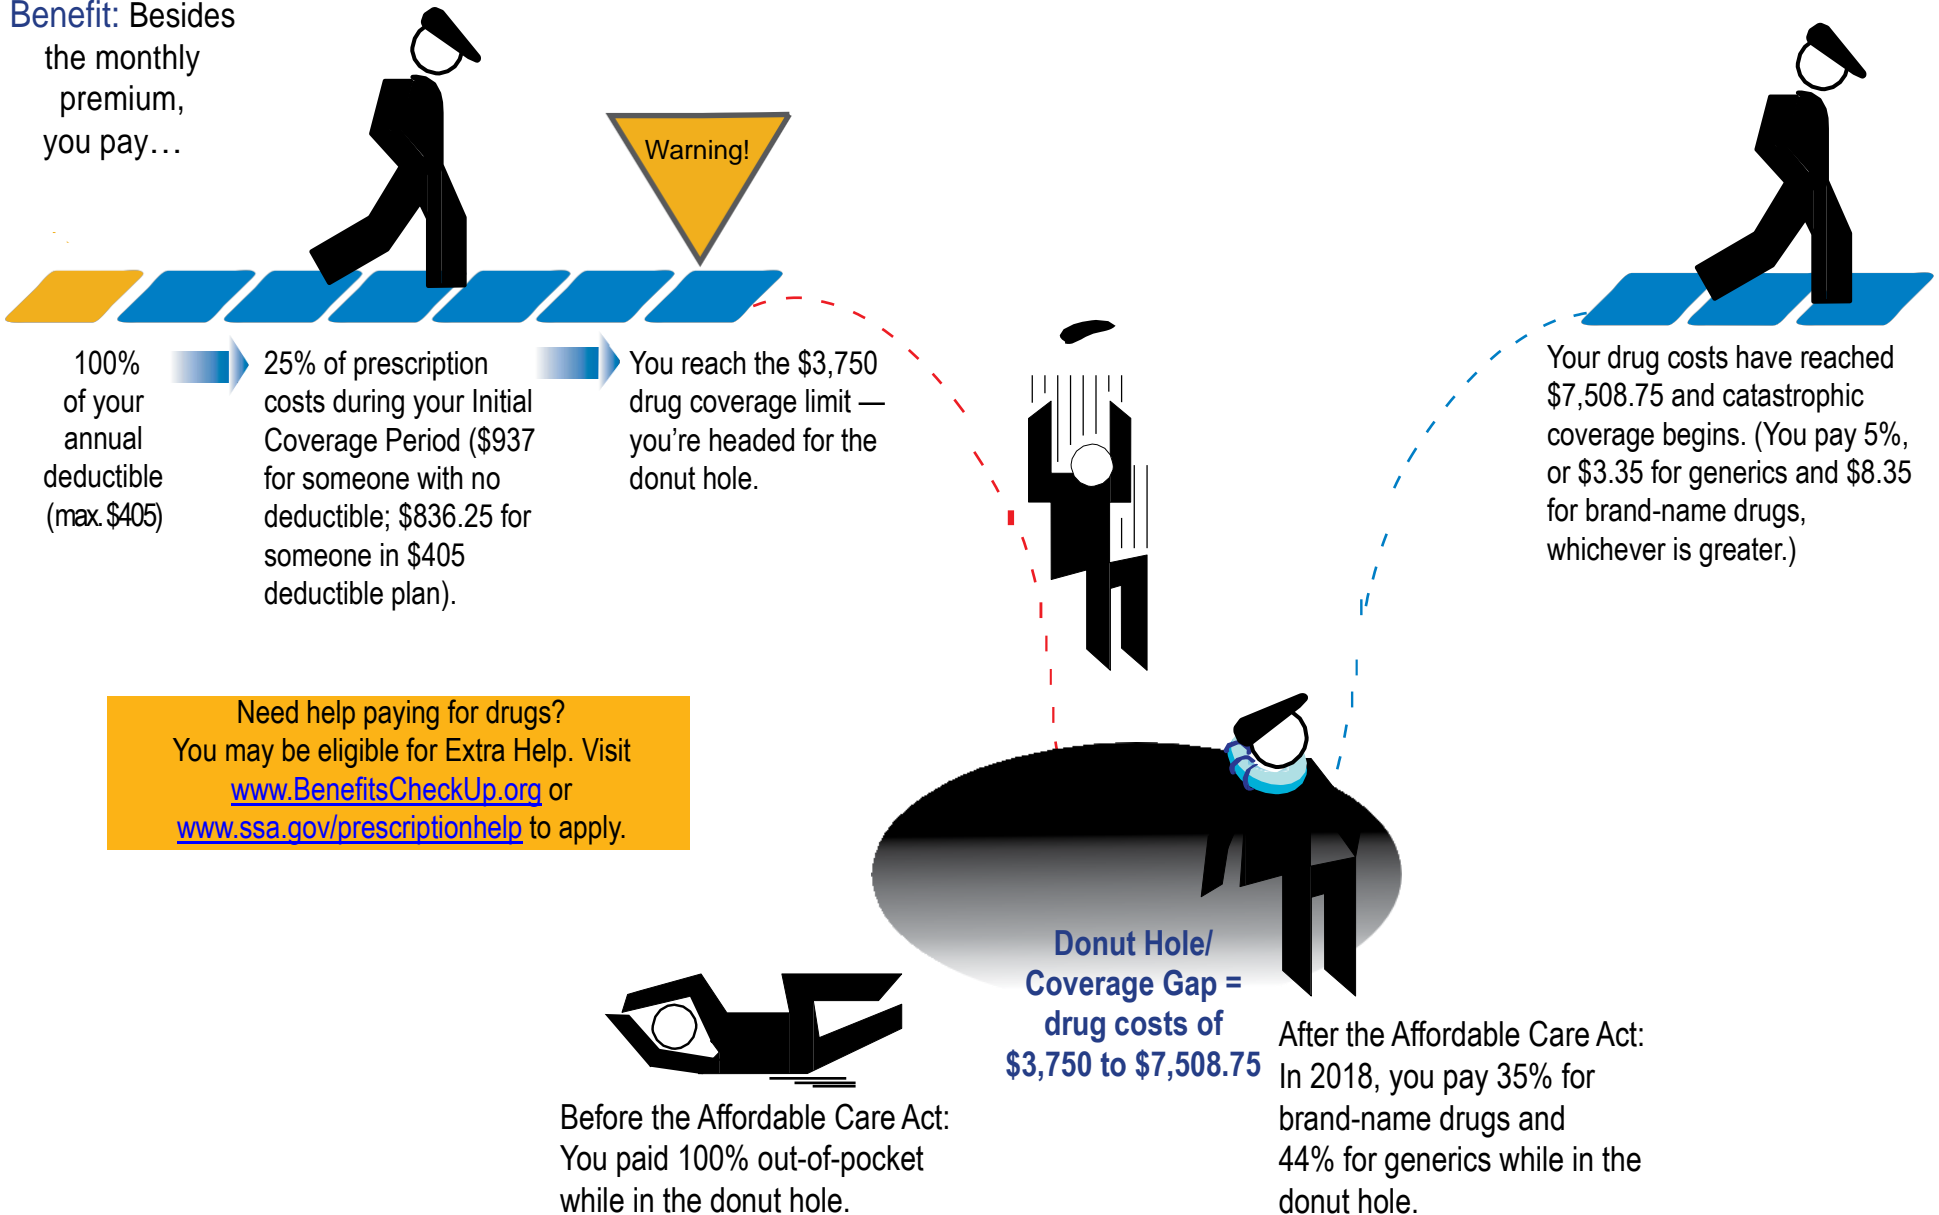 Benefit: Besides
the monthly
premium,
you pay…
Warning!
100%
of your
annual
deductible
(max. $405)
25% of prescription
costs during your Initial
Coverage Period ($937
for someone with no
deductible; $836.25 for
someone in $405
deductible plan).
You reach the $3,750
drug coverage limit —
you’re headed for the
donut hole.
Your drug costs have reached
$7,508.75 and catastrophic
coverage begins. (You pay 5%,
or $3.35 for generics and $8.35
for brand-name drugs,
whichever is greater.)
Need help paying for drugs?
You may be eligible for Extra Help. Visit
www.BenefitsCheckUp.org or
www.ssa.gov/prescriptionhelp to apply.
Donut Hole/
Coverage Gap =
drug costs of
$3,750 to $7,508.75
Before the Affordable Care Act:
You paid 100% out-of-pocket
while in the donut hole.
After the Affordable Care Act:
In 2018, you pay 35% for
brand-name drugs and
44% for generics while in the
donut hole.